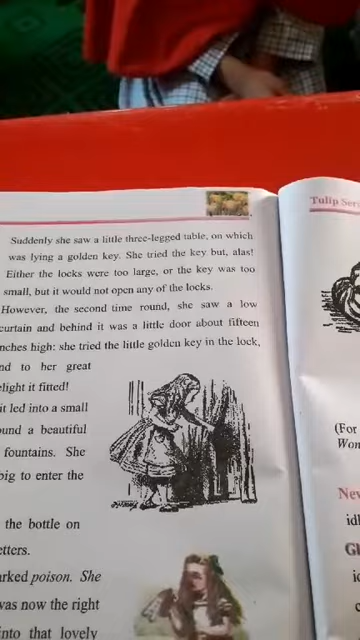 Suddenly she saw a little three-legged table, on which
was lying a golden key. She tried the key but, alas!
Either the locks were too large, or the key was too
small, but it would not open any of the locks.
However, the second time round, she saw a low
curtain and behind it was a little door about fifteen
nches high: she tried the little golden key in the lock,
nd to her great
elight it fitted!
it led into a small
ound a beautiful
fountains. She
big to enter the
the bottle on
etters.
arked poison. She
was now the right
into that lovely
Tulip Seri
(For
Won
New
idl
Gl
ic